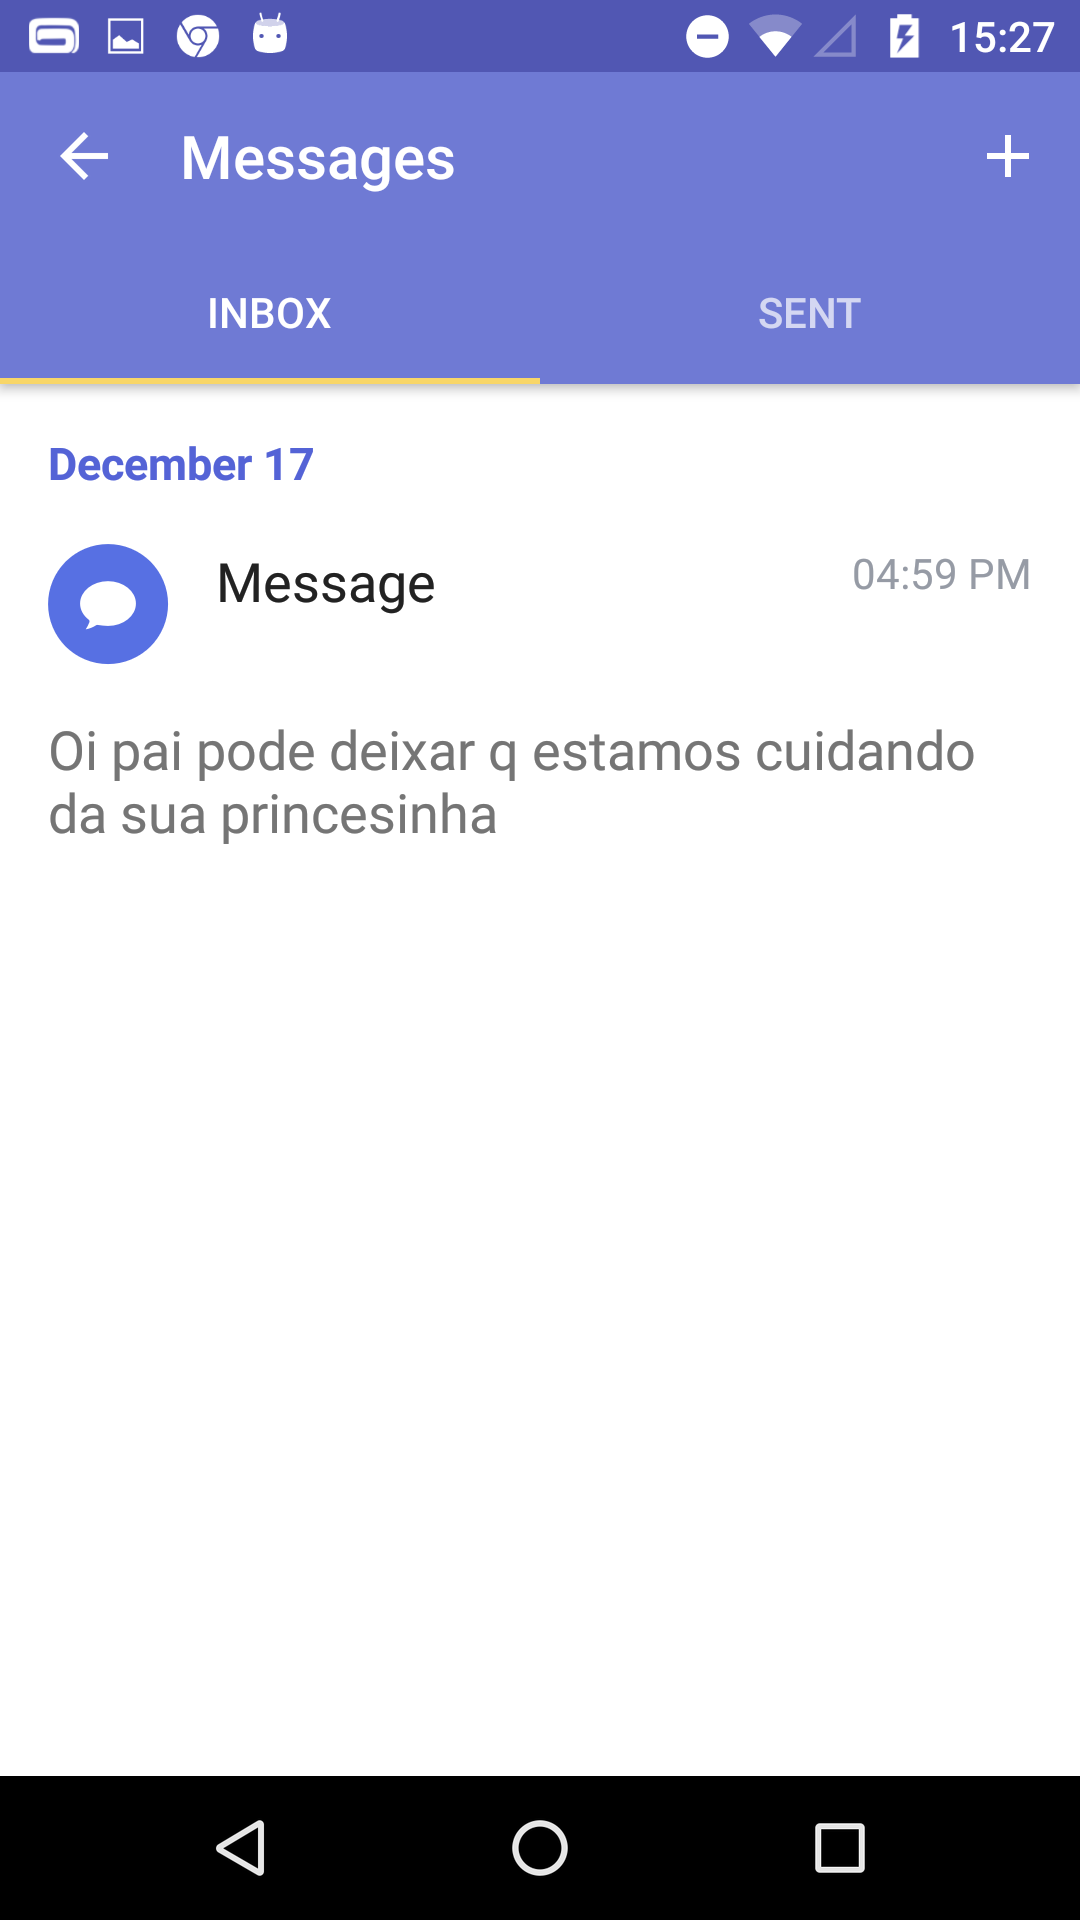 15:27
Messages
INBOX
SENT
December 17
Message
04:59 PM
Oi pai pode deixar q estamos cuidando
da sua princesinha